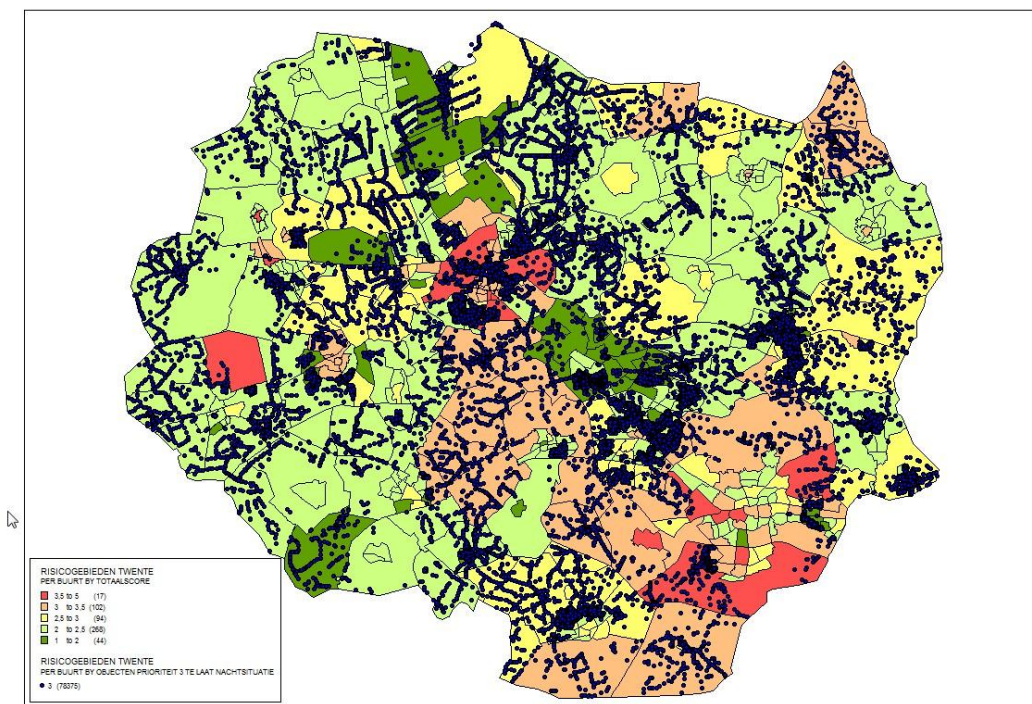 RISICOGEBIEDEN TWENTE
PER BUURT BY TOTAALSCORE
3,5 to 5 (17)
3 to 3,5 (102)
2,5 to 3 (94)
2 to 2,5 (268)
1 to 2 (44)
RISICOGEBIEDEN TWENTE
PER BUURT BY OBJECTEN PRIORITEIT 3 TE LAAT NACHTSITUATIE
3 (78375)